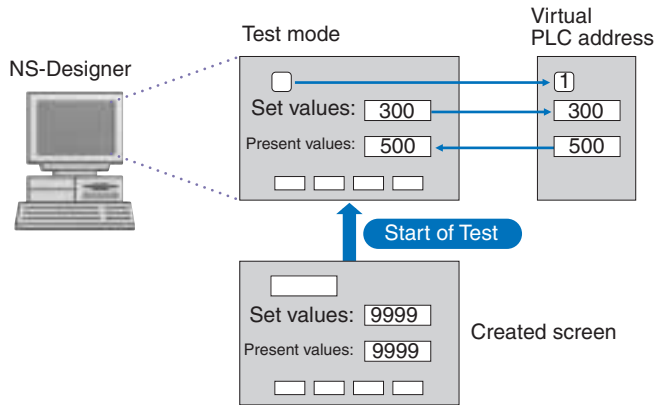 Virtual
PLC address
Test mode
NS-Designer
1
Set values: 300
300
Present values: 500
500
Start of Test
Set values: 9999
Present values: 9999
Created screen